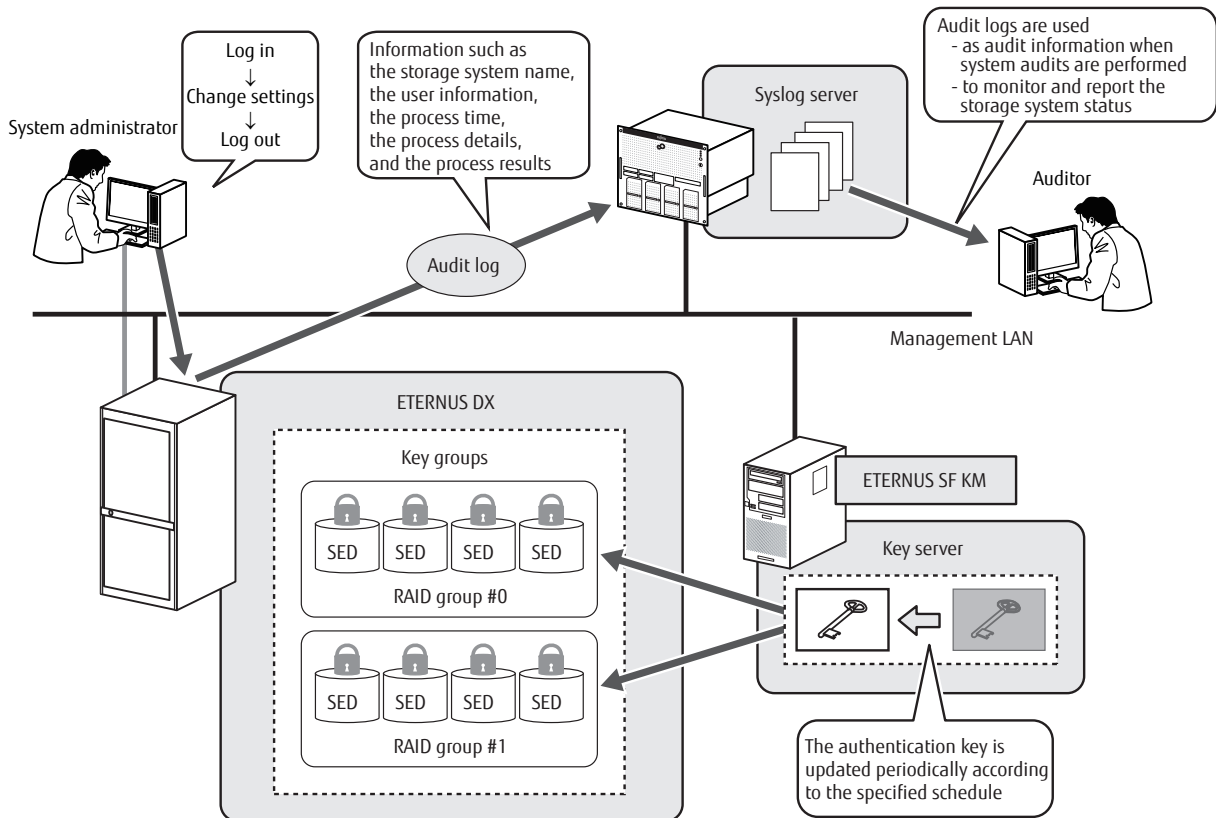 System administrator
Log in
↓
Change settings
↓
Log out
Information such as
the storage system name,
the user information,
the process time,
the process details,
and the process results
Audit log
Syslog server
Audit logs are used
- as audit information when
system audits are performed
- to monitor and report the
storage system status
Auditor
Management LAN
ETERNUS DX
Key groups
SED SED SED SED
RAID group #0
SED SED SED SED
RAID group #1
ETERNUS SF KM
Key server
The authentication key is
updated periodically according
to the specified schedule